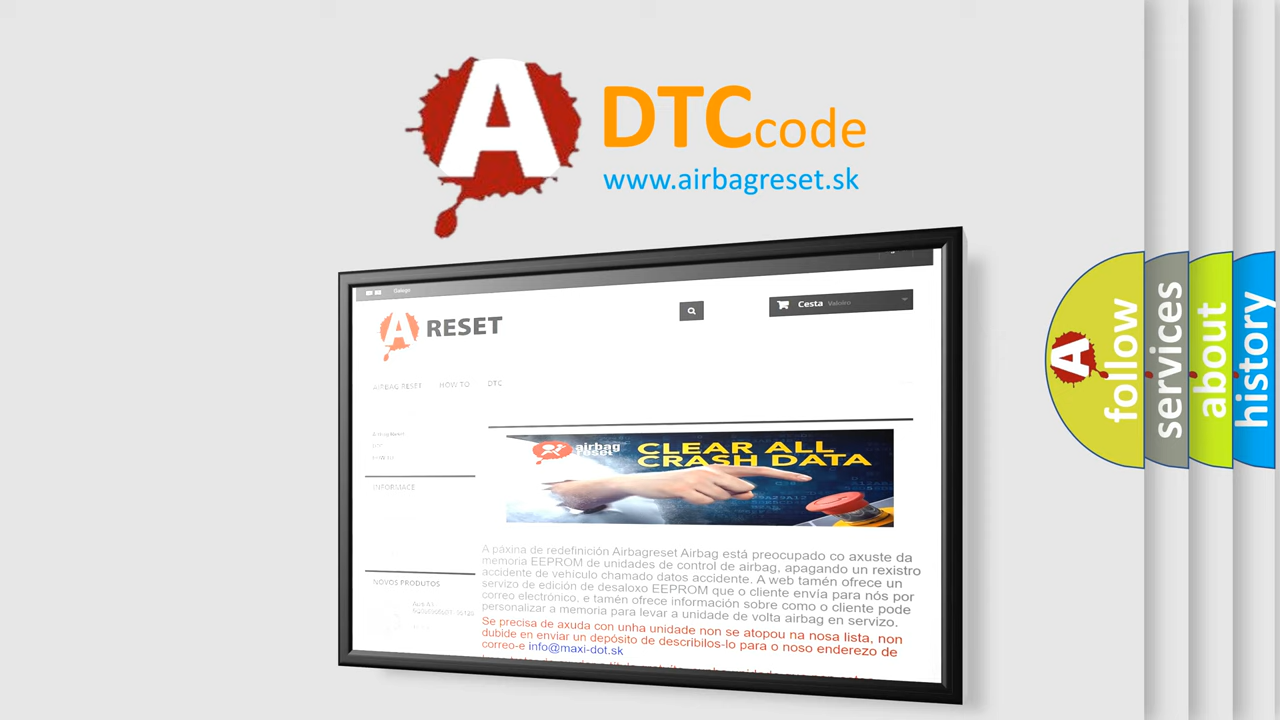 A
DTCcode
www.airbagreset.sk
Galego
A RESET
Cesta Valeiro
AIRBAG RESET HOW TO DTC
INFORMACE
CLEAR ALL
CRASH DATA
airbag
reset
A páxina de redefinición Airbagreset Airbag está preocupado co axuste da
memoria EEPROM de unidades de control de airbag, apagando un rexistro
accidente de vehículo chamado datos accidente. A web tamén ofrece un
servizo de edición de desaloxo EEPROM que o cliente envía para nós por
correo electrónico, e tamén ofrece información sobre como o cliente pode
personalizar a memoria para levar a unidade de volta airbag en servizo.
Se precisa de axuda con unha unidade non se atopou na nosa lista, non
dubide en enviar un depósito de describilos-lo para o noso enderezo de
correo-e info@maxi-dot.sk
NOVOS PRODUTOS
A
follow
services
about
history